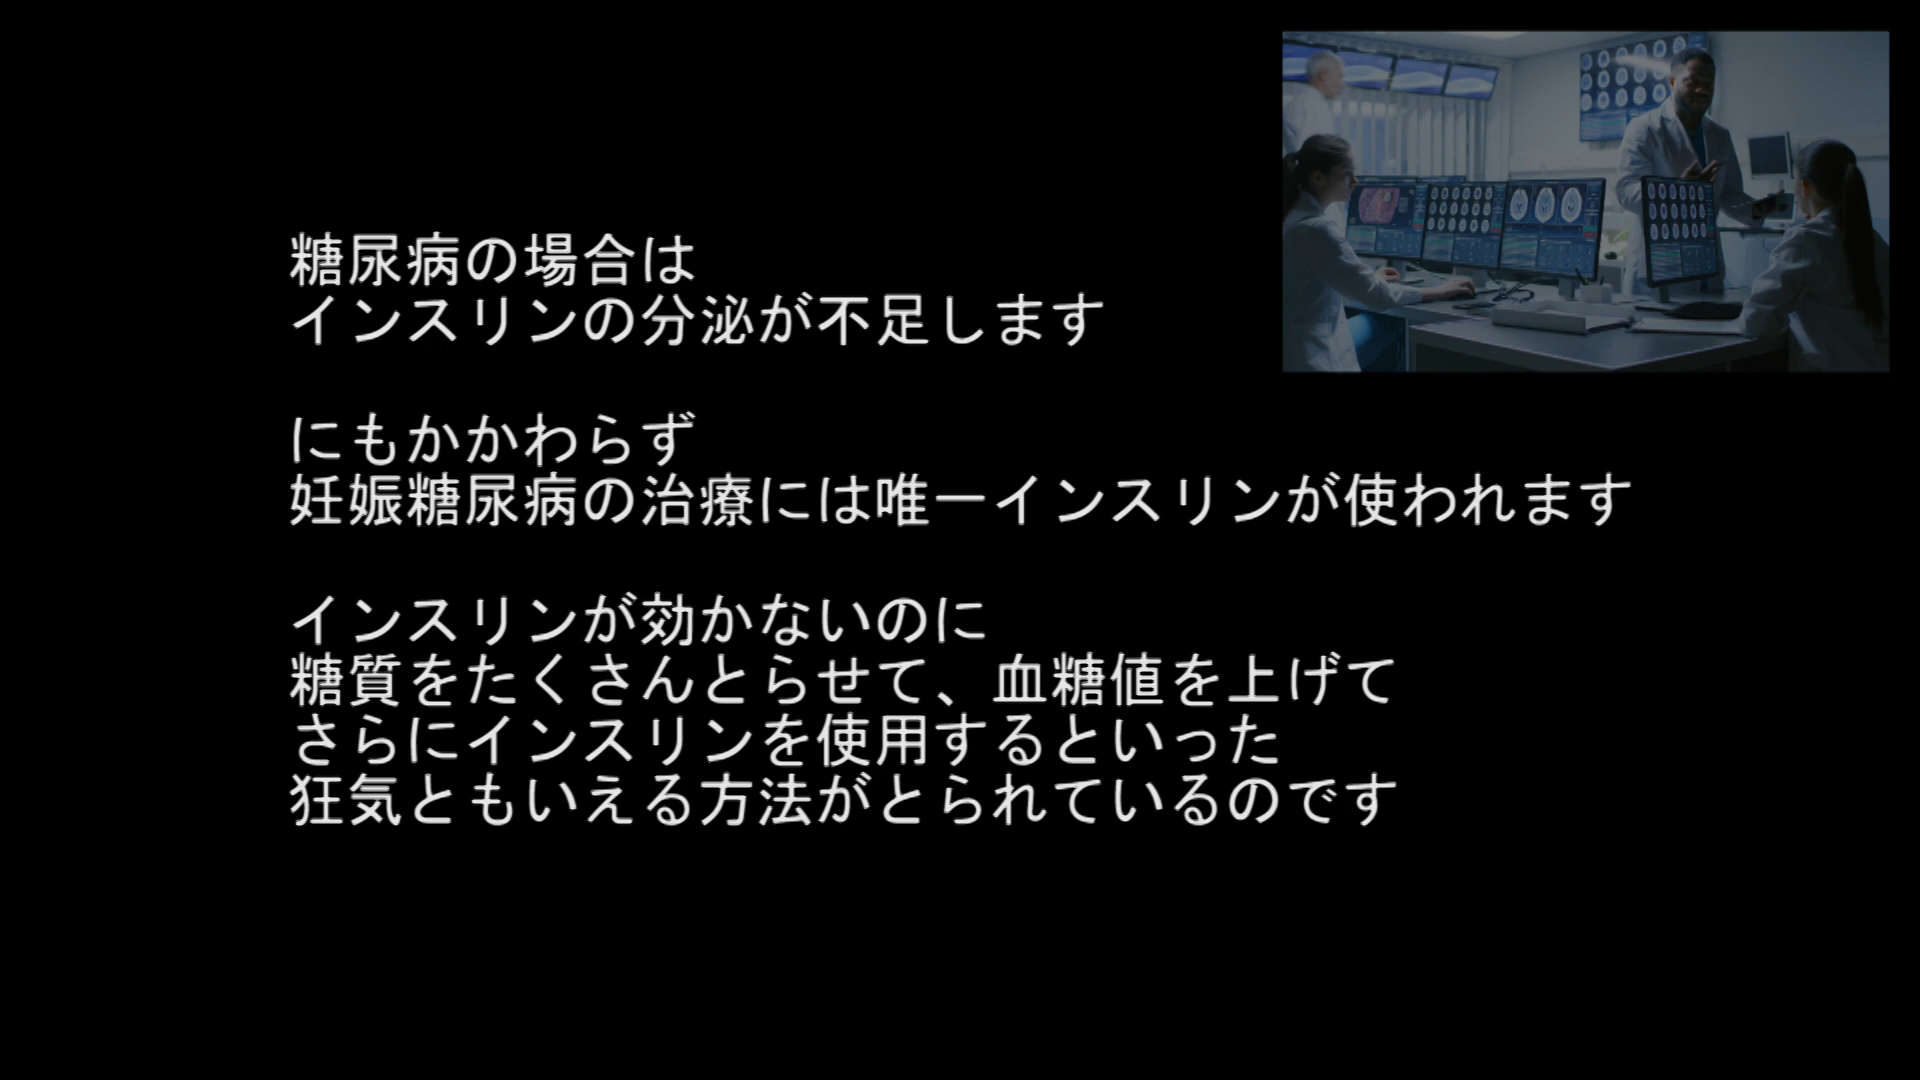 糖尿病の場合は
インスリンの分泌が不足します
にもかかわらず
妊娠糖尿病の治療には唯一インスリンが使われます
インスリンが効かないのに
糖質をたくさんとらせて、血糖値を上げて
さらにインスリンを使用するといった
狂気ともいえる方法がとられているのです